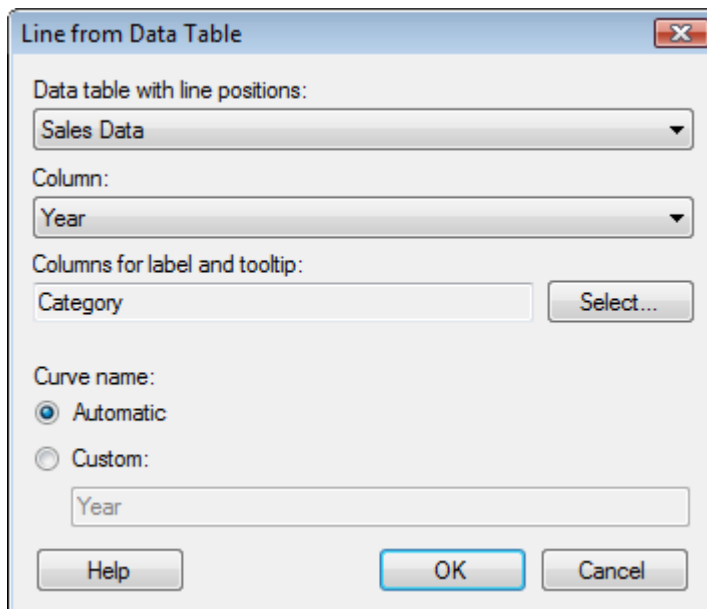 Line from Data Table
Data table with line positions:
Sales Data
Column:
Year
Columns for label and tooltip:
Category
Select...
Curve name:
Automatic
Custom:
Year
Help
OK
Cancel